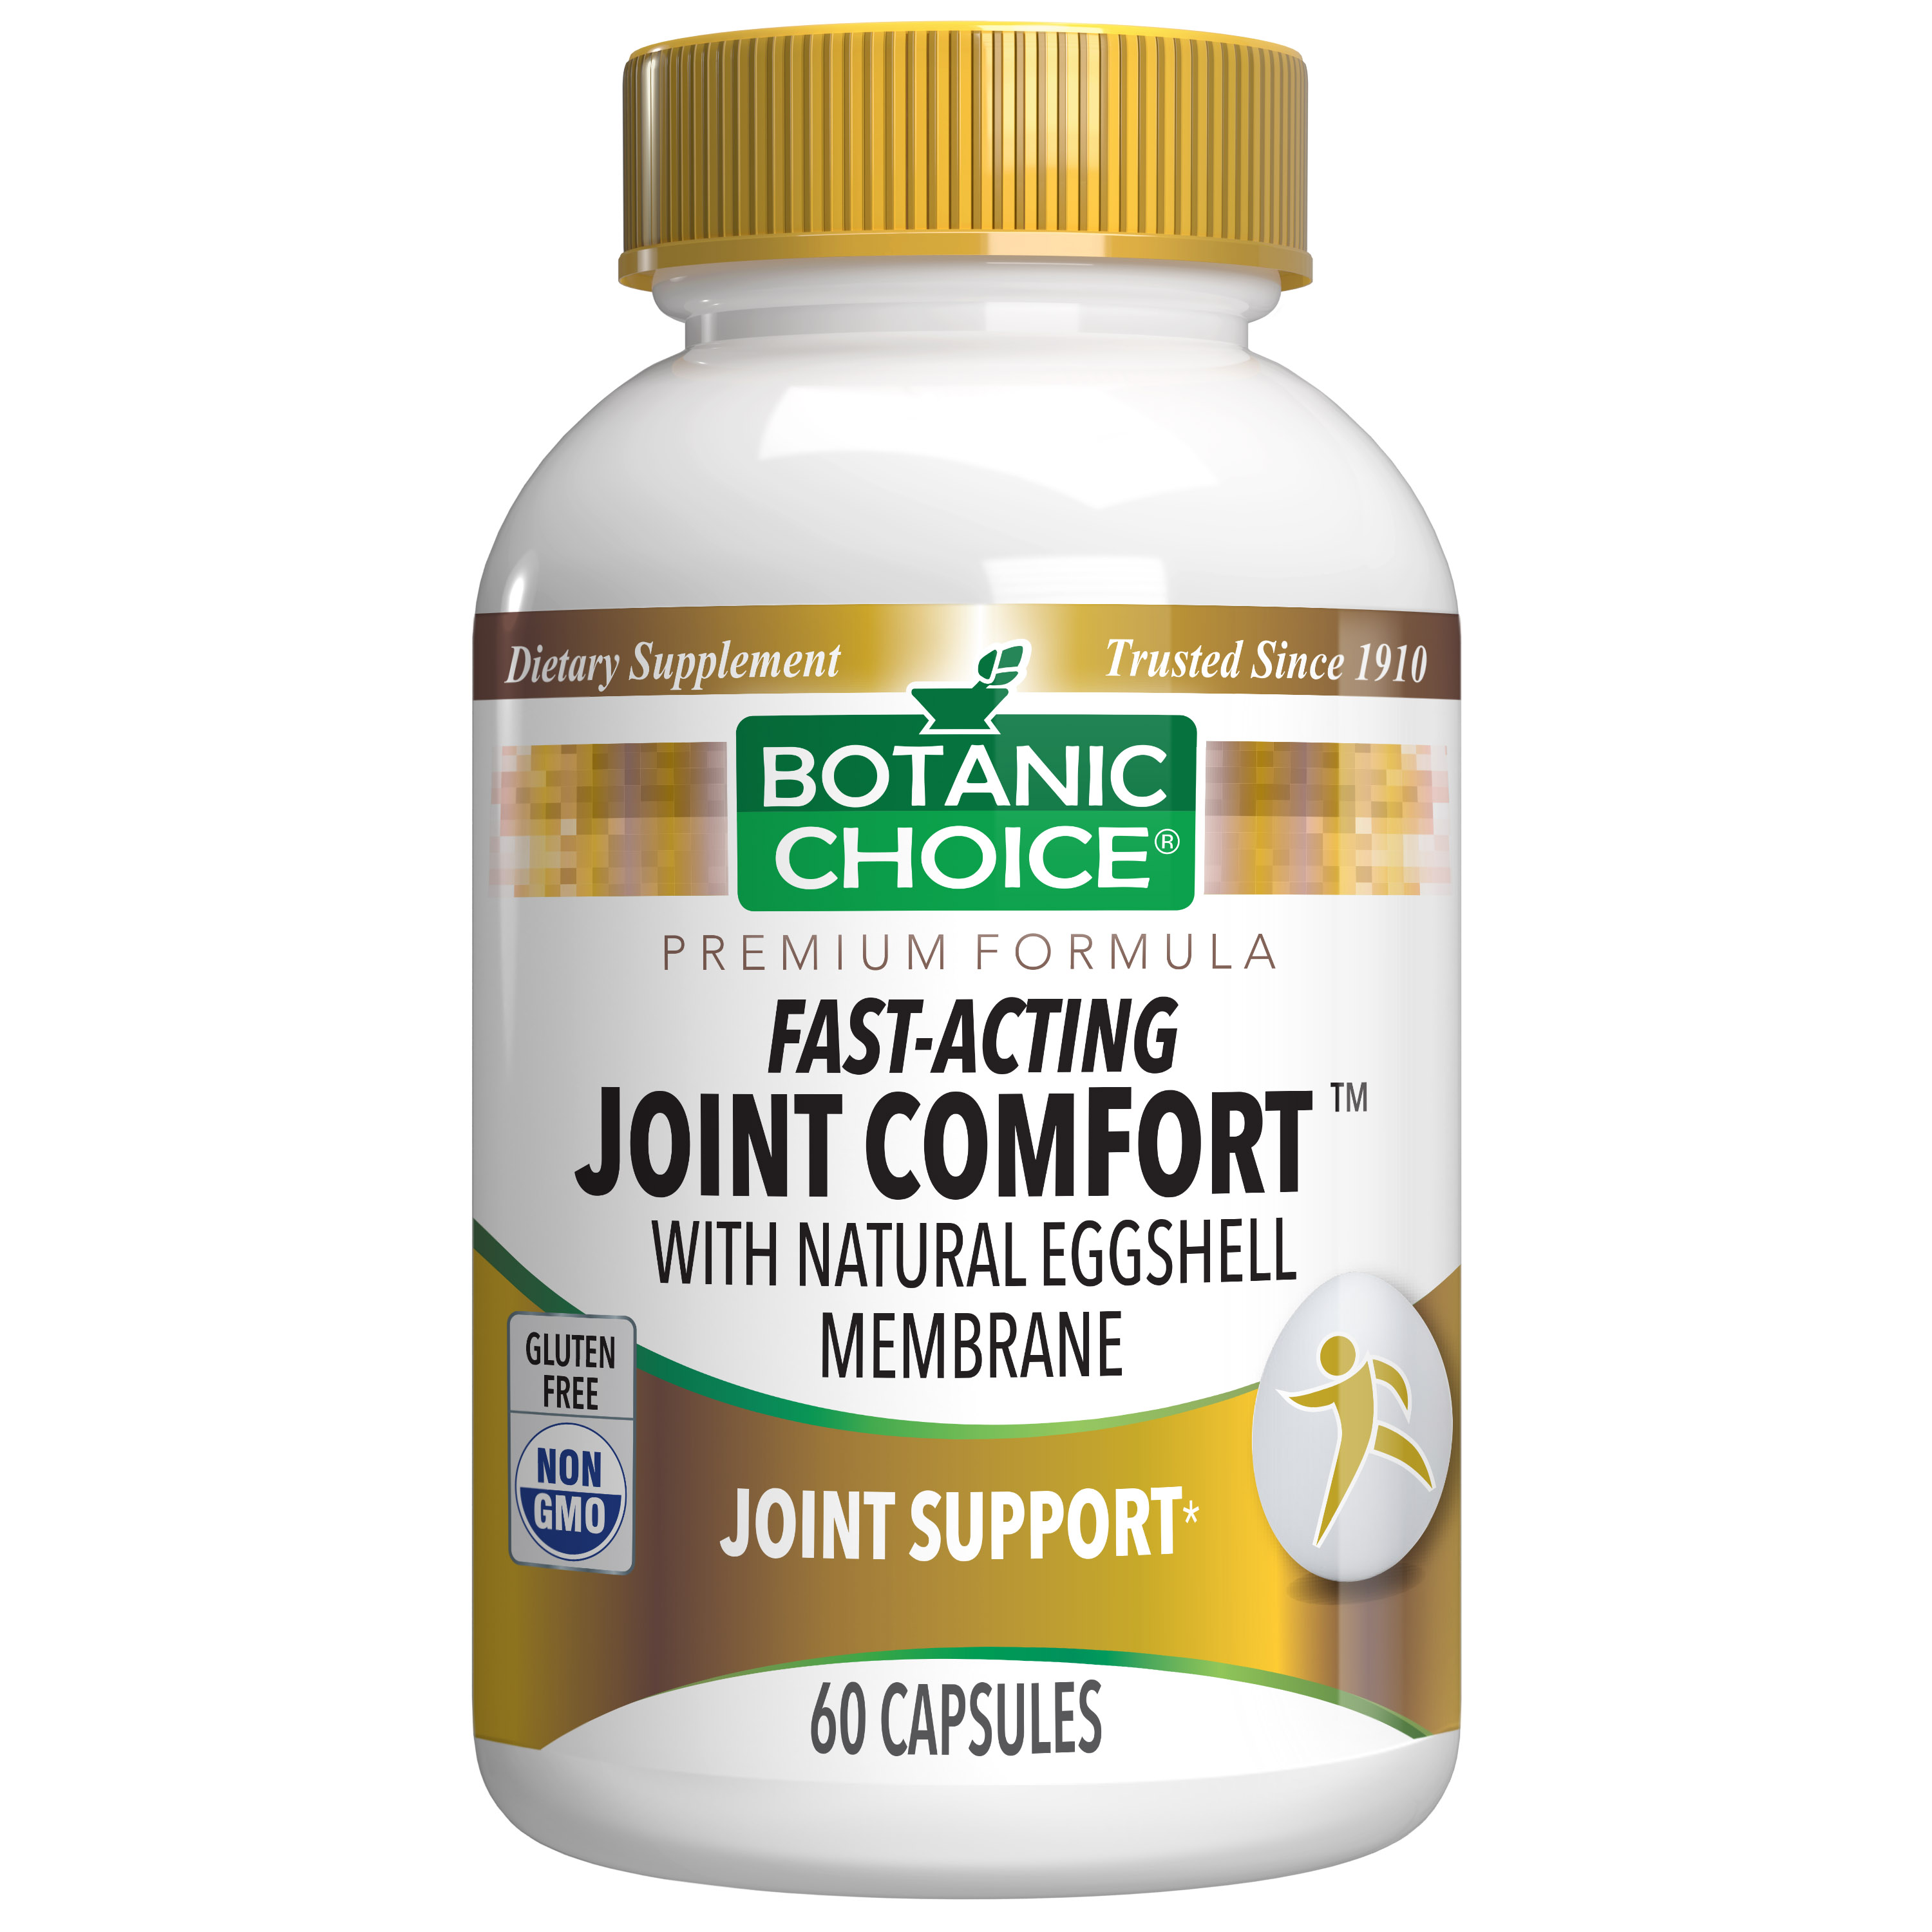 Dietary Supplement
Trusted Since 1910
BOTANIC
CHOICE®
PREMIUM FORMULA
FAST-ACTING
JOINT COMFORT™
WITH NATURAL EGGSHELL
MEMBRANE
GLUTEN
FREE
NON
GMO
JOINT SUPPORT*
60 CAPSULES